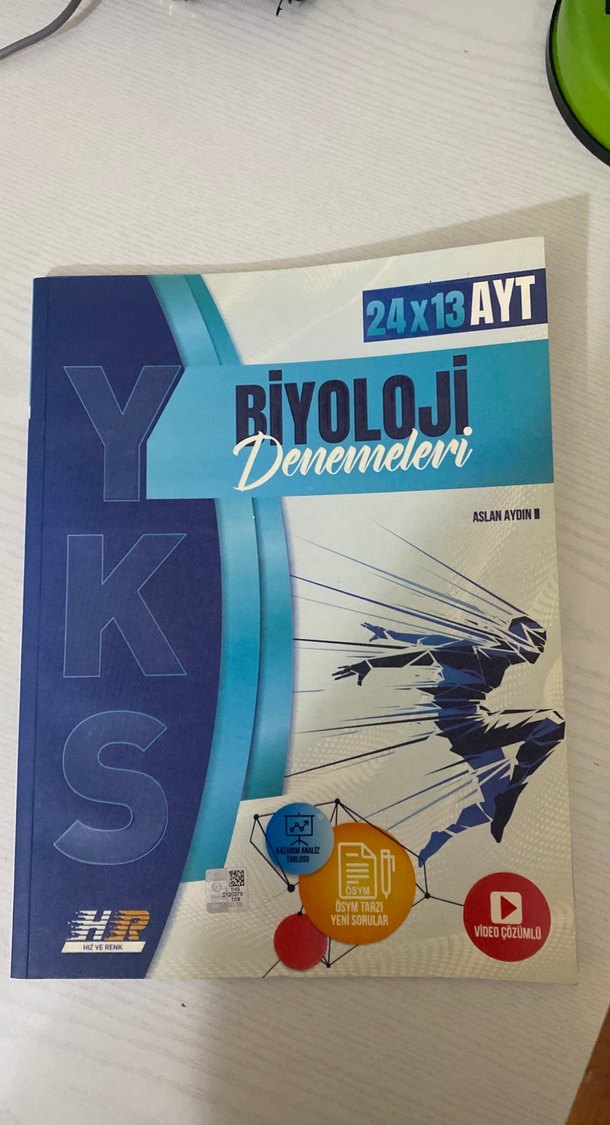 24x13 AYT
YKS
BİYOLOJİ
Denemeleri
ASLAN AYDIN
KAZANIM ANALİZ
TABLOSU
ÖSYM
ÖSYM TARZI
YENİ SORULAR
VİDEO ÇÖZÜMLÜ
HR
HIZ VE RENK